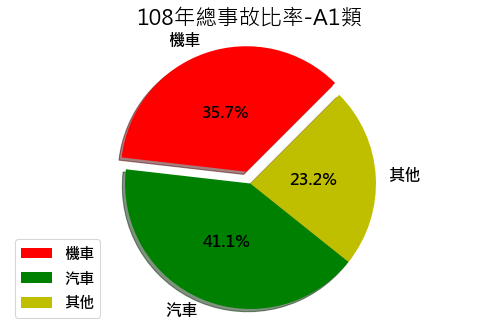 108年總事故比率-A1類
機車
35.7%
其他
23.2%
41.1%
汽車
機車
汽車
其他